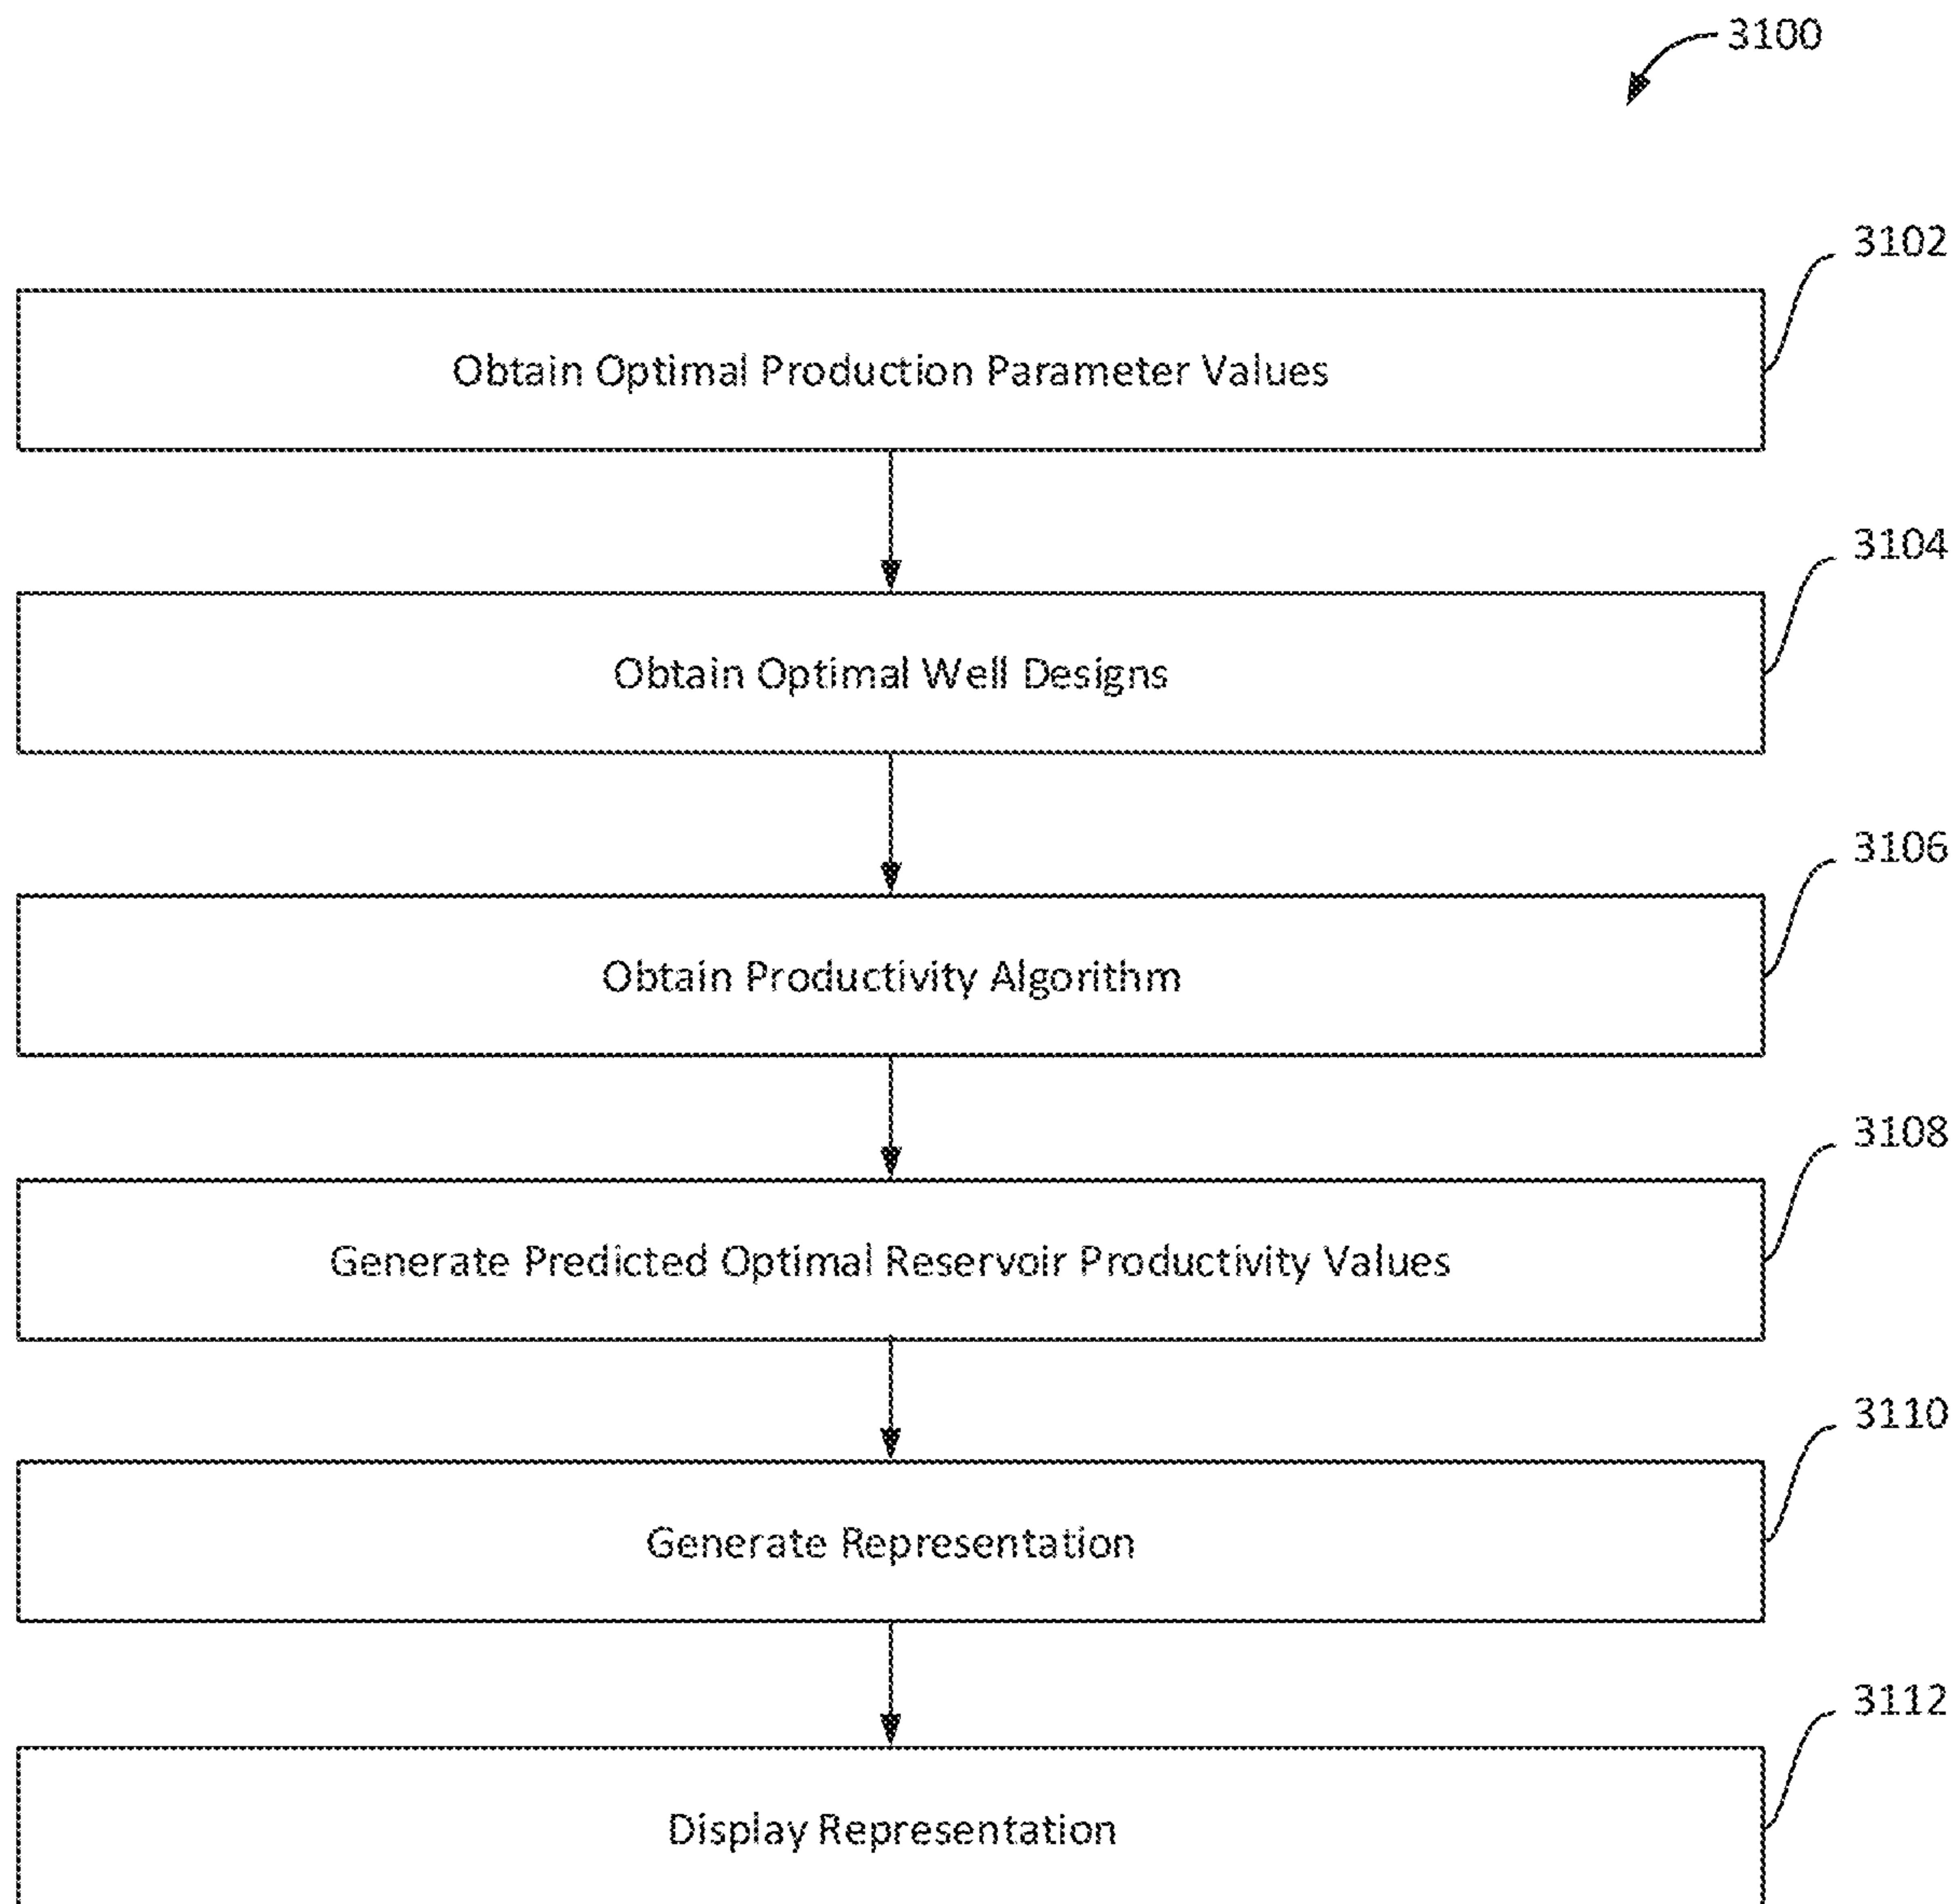 3100
3102
Obtain Optimal Production Parameter Values
3104
Obtain Optimal Well Designs
3106
Obtain Productivity Algorithm
3108
Generate Predicted Optimal Reservoir Productivity Values
3110
Generate Representation
3112
Display Representation